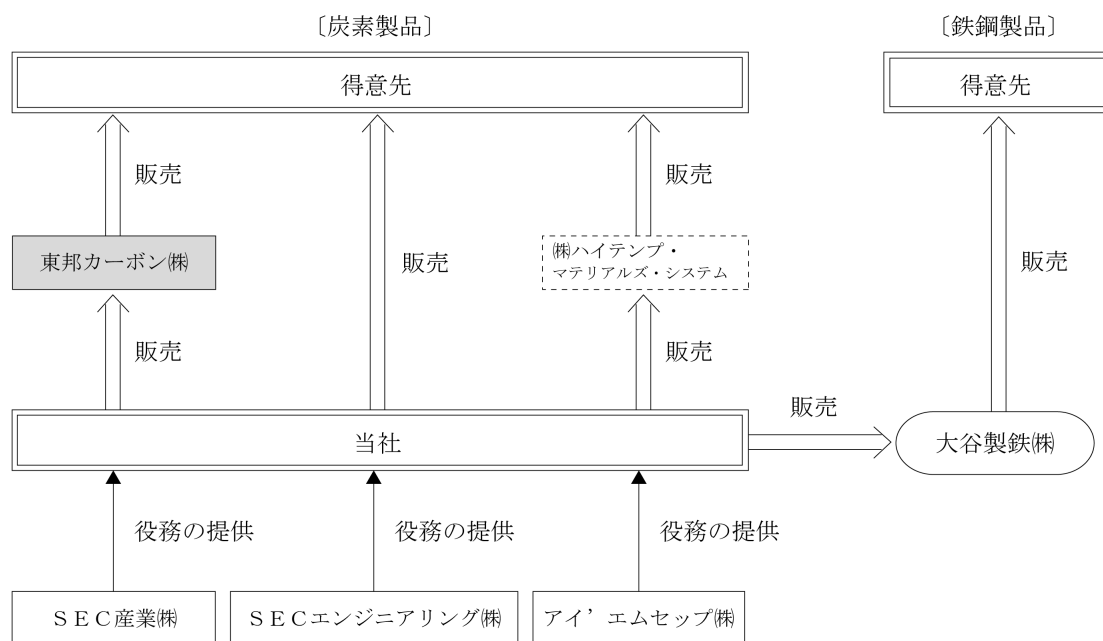 〔炭素製品〕
〔鉄鋼製品〕
得意先
得意先
販売
販売
東邦カーボン㈱
販売
㈱ハイテンプ・
マテリアルズ・システム
販売
販売
販売
販売
当社
大谷製鉄㈱
役務の提供
役務の提供
役務の提供
ＳＥＣ産業㈱
ＳＥＣエンジニアリング㈱
アイ’エムセップ㈱